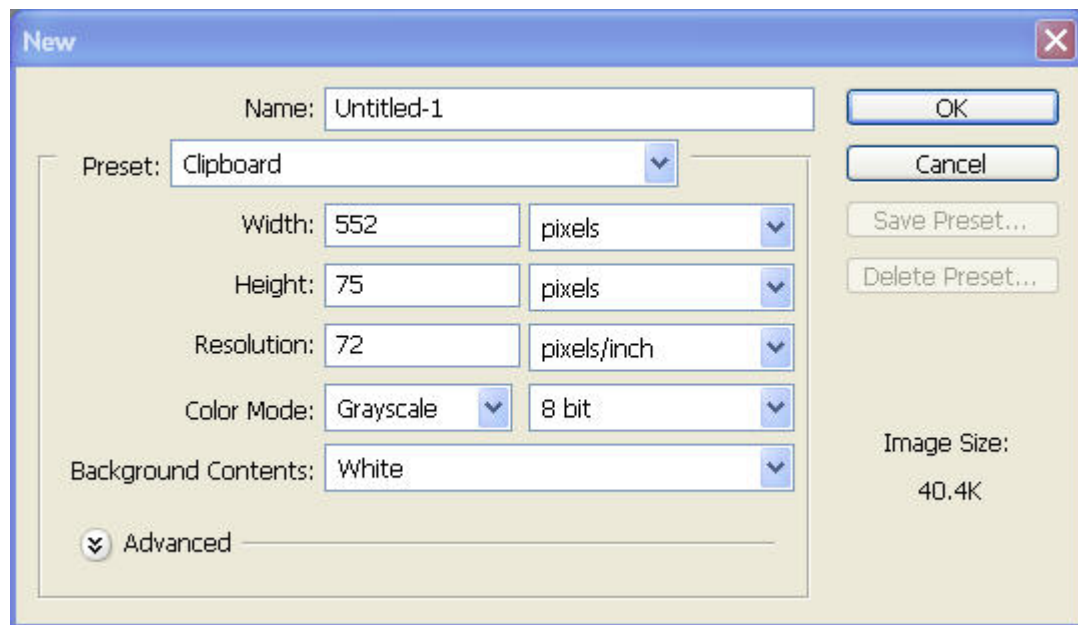 New
Name: Untitled-1
OK
Preset: Clipboard
Cancel
Width: 552 pixels
Save Preset...
Height: 75 pixels
Delete Preset...
Resolution: 72 pixels/inch
Color Mode: Grayscale 8 bit
Image Size:
Background Contents: White
40.4K
Advanced